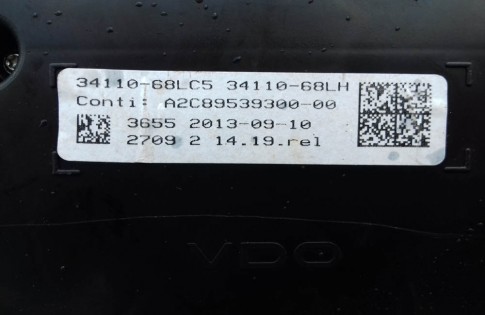 34110-68LC5 34110-68LH
Conti: A2C89539300-00
3655 2013-09-10
2709 2 14.19.rel
VDO